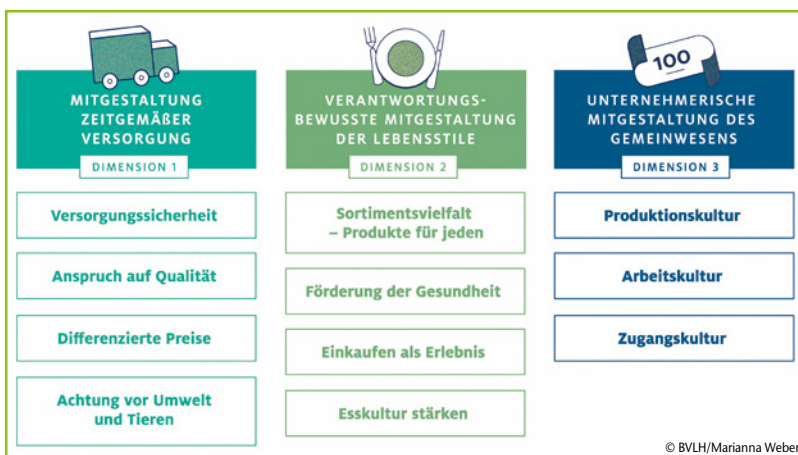 MITGESTALTUNG
ZEITGEMÄẞER
VERSORGUNG
DIMENSION 1
Versorgungssicherheit
Anspruch auf Qualität
Differenzierte Preise
Achtung vor Umwelt
und Tieren
VERANTWORTUNGS-
BEWUSSTE MITGESTALTUNG
DER LEBENSSTILE
DIMENSION 2
Sortimentsvielfalt
– Produkte für jeden
Förderung der Gesundheit
Einkaufen als Erlebnis
Esskultur stärken
100
UNTERNEHMERISCHE
MITGESTALTUNG DES
GEMEINWESENS
DIMENSION 3
Produktionskultur
Arbeitskultur
Zugangskultur
© BVLH/Marianna Weber